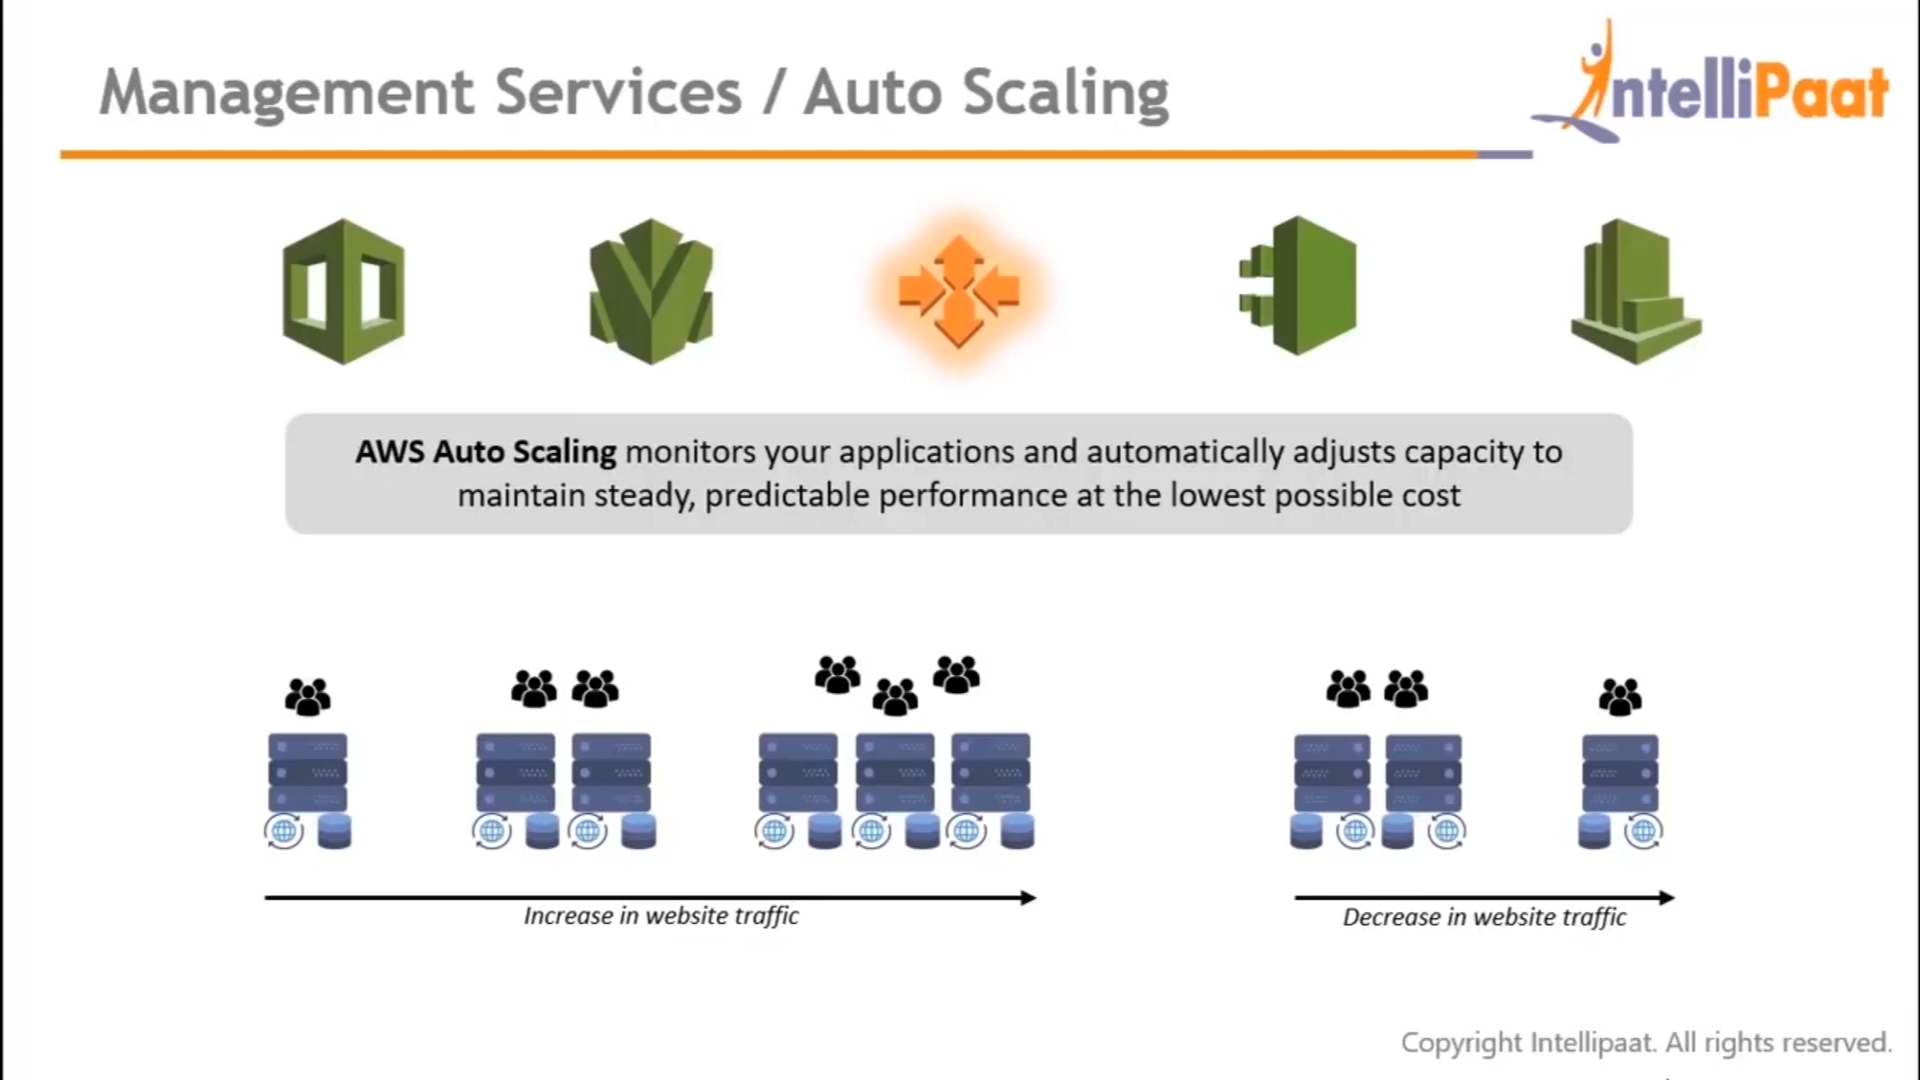 Management Services / Auto Scaling
IntelliPaat
AWS Auto Scaling monitors your applications and automatically adjusts capacity to
maintain steady, predictable performance at the lowest possible cost
Increase in website traffic
Decrease in website traffic
Copyright Intellipaat. All rights reserved.